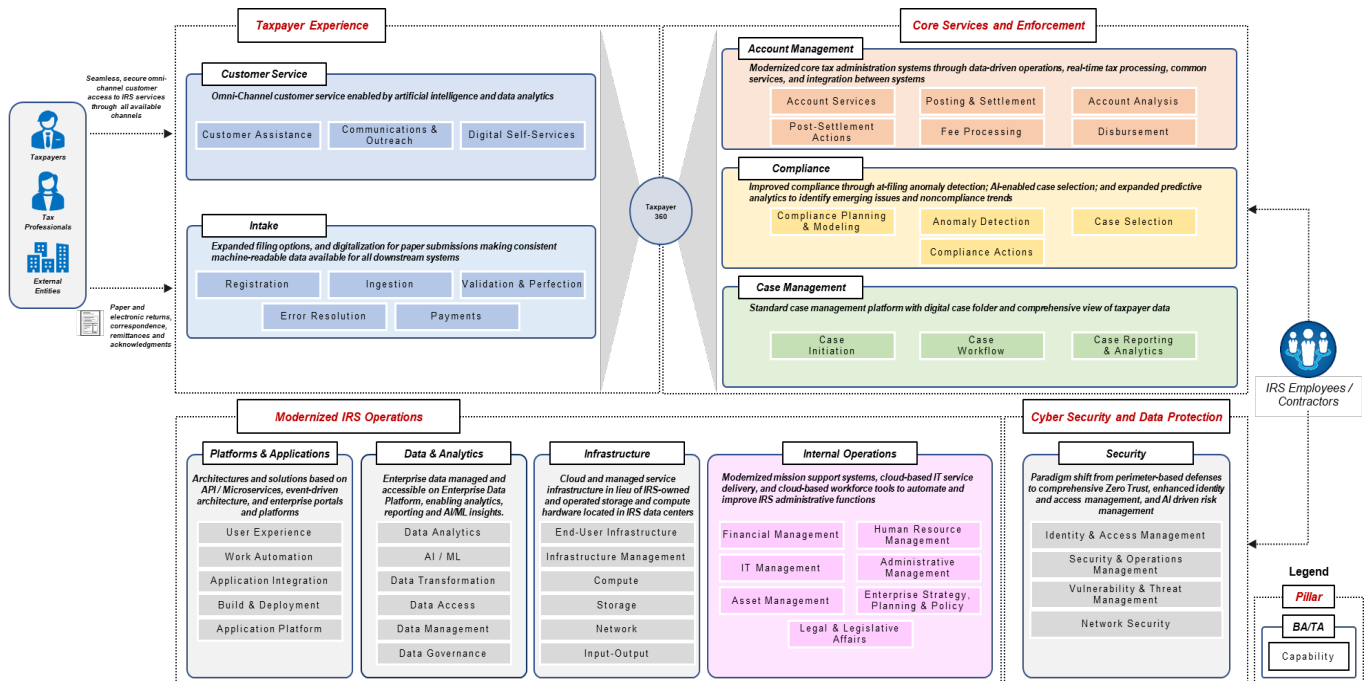 Taxpayer Experience
Core Services and Enforcement
Seamless, secure omni-
channel customer
access to IRS services
through all available
channels
Taxpayers
Tax
Professionals
External
Entities
Paper and
electronic returns,
correspondence,
remittances and
acknowledgments
Customer Service
Omni-Channel customer service enabled by artificial intelligence and data analytics
Customer Assistance
Communications &
Outreach
Digital Self-Services
Intake
Expanded filing options, and digitalization for paper submissions making consistent
machine-readable data available for all downstream systems
Registration
Ingestion
Validation & Perfection
Error Resolution
Payments
Taxpayer
360
Account Management
Modernized core tax administration systems through data-driven operations, real-time tax processing, common
services, and integration between systems
Account Services
Posting & Settlement
Account Analysis
Post-Settlement
Actions
Fee Processing
Disbursement
Compliance
Improved compliance through at-filing anomaly detection; AI-enabled case selection; and expanded predictive
analytics to identify emerging issues and noncompliance trends
Compliance Planning
& Modeling
Anomaly Detection
Case Selection
Compliance Actions
Case Management
Standard case management platform with digital case folder and comprehensive view of taxpayer data
Case
Initiation
Case
Workflow
Case Reporting
& Analytics
IRS Employees /
Contractors
Modernized IRS Operations
Cyber Security and Data Protection
Platforms & Applications
Architectures and solutions based on
API / Microservices, event-driven
architecture, and enterprise portals
and platforms
User Experience
Work Automation
Application Integration
Build & Deployment
Application Platform
Data & Analytics
Enterprise data managed and
accessible on Enterprise Data
Platform, enabling analytics,
reporting and AI/ML insights.
Data Analytics
AI / ML
Data Transformation
Data Access
Data Management
Data Governance
Infrastructure
Cloud and managed service
infrastructure in lieu of IRS-owned
and operated storage and compute
hardware located in IRS data centers
End-User Infrastructure
Infrastructure Management
Compute
Storage
Network
Input-Output
Internal Operations
Modernized mission support systems, cloud-based IT service
delivery, and cloud-based workforce tools to automate and
improve IRS administrative functions
Financial Management
Human Resource
Management
IT Management
Administrative
Management
Asset Management
Enterprise Strategy,
Planning & Policy
Legal & Legislative
Affairs
Security
Paradigm shift from perimeter-based defenses
to comprehensive Zero Trust, enhanced identity
and access management, and AI driven risk
management
Identity & Access Management
Security & Operations
Management
Vulnerability & Threat
Management
Network Security
Legend
Pillar
BA/TA
Capability